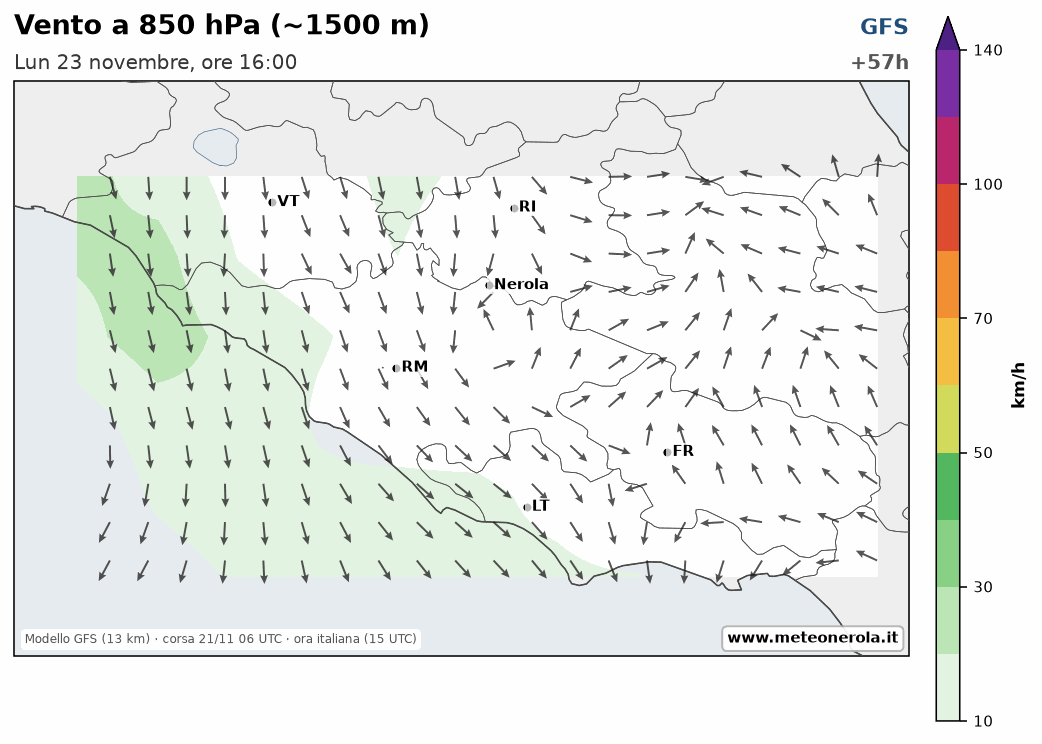 Vento a 850 hPa (~1500 m)
GFS
Lun 23 novembre, ore 16:00
+57h
VT
RI
Nerola
RM
FR
LT
Modello GFS (13 km) · corsa 21/11 06 UTC · ora italiana (15 UTC)
www.meteonerola.it
140
100
70
50
30
10
km/h